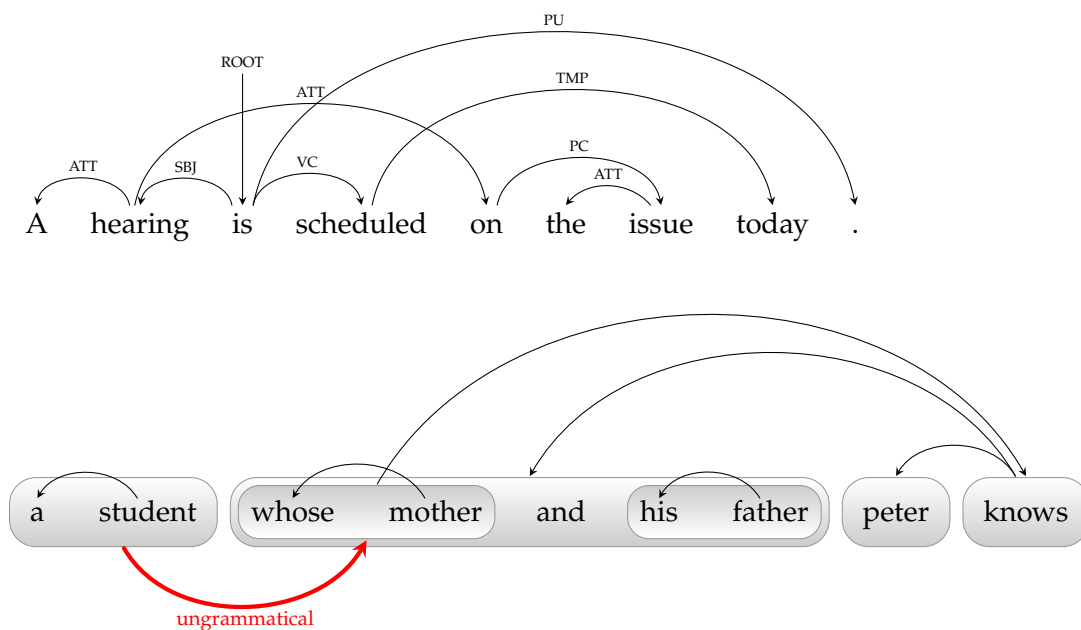 PU
ROOT
TMP
ATT
PC
ATT SBJ VC ATT
A hearing is scheduled on the issue today .
a student whose mother and his father peter knows
ungrammatical